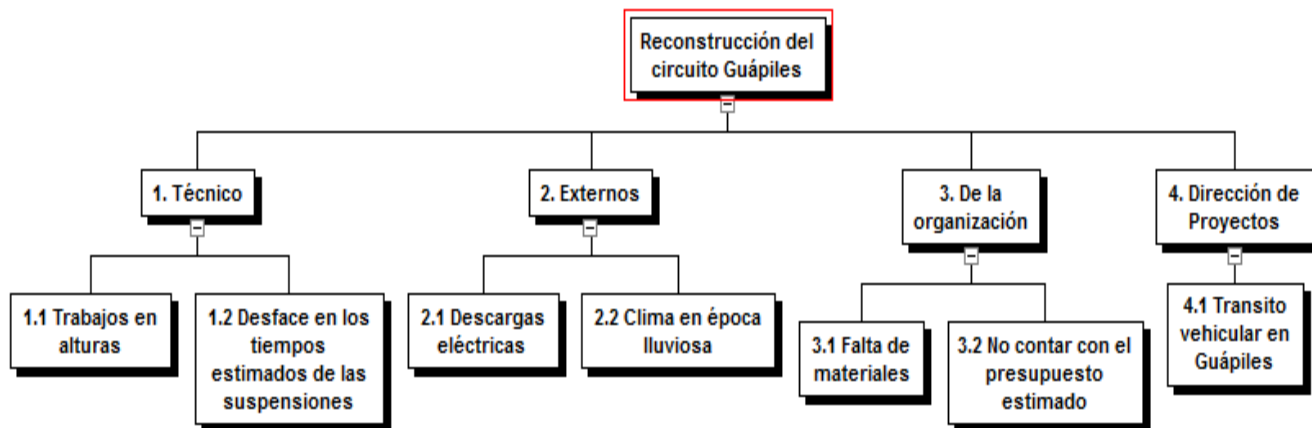 Reconstrucción del
circuito Guápiles
1. Técnico
2. Externos
3. De la
organización
4. Dirección de
Proyectos
1.1 Trabajos en
alturas
1.2 Desface en los
tiempos
estimados de las
suspensiones
2.1 Descargas
eléctricas
2.2 Clima en época
lluviosa
3.1 Falta de
materiales
3.2 No contar con el
presupuesto
estimado
4.1 Transito
vehicular en
Guápiles